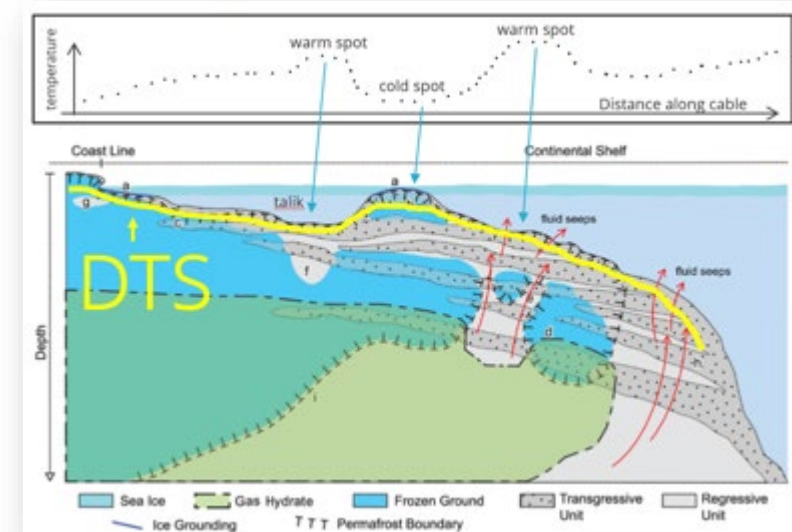 temperature
warm spot
warm spot
cold spot
Distance along cable
Coast Line
Continental Shelf
a
a
talik
g
c
fluid seeps
DTS
f
fluid seeps
Depth
d
i
Sea Ice
Gas Hydrate
Frozen Ground
Transgressive
Unit
Regressive
Unit
Ice Grounding
Permafrost Boundary